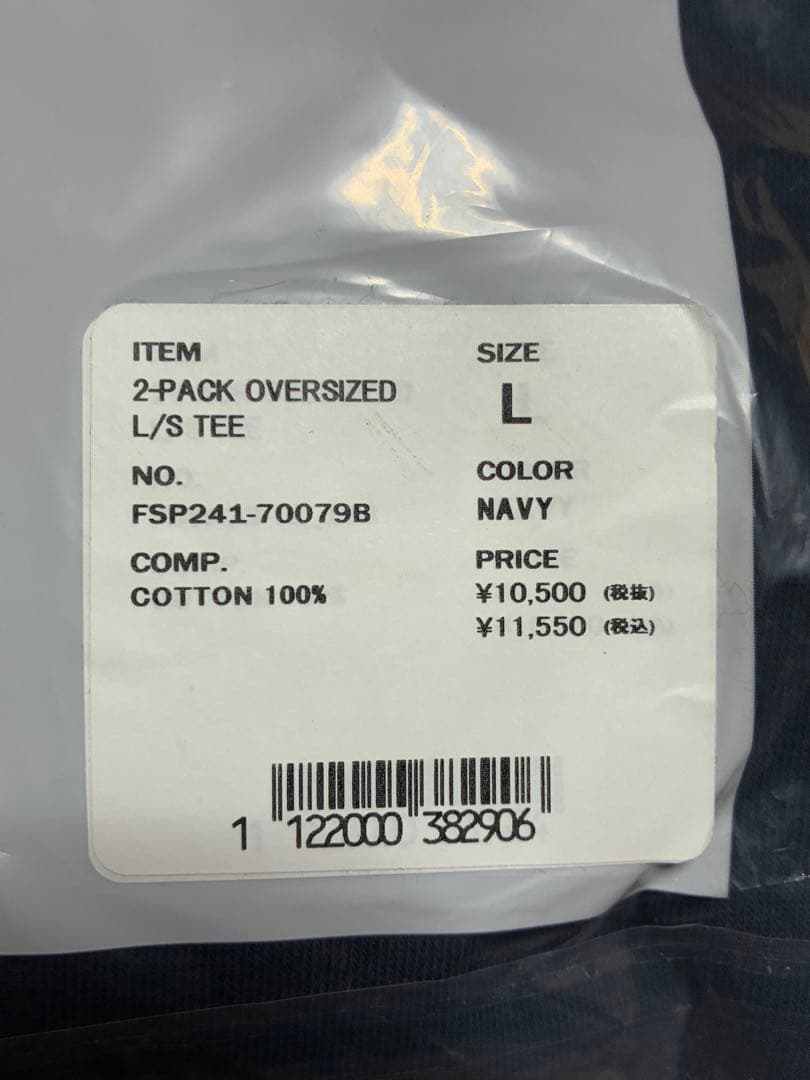 ITEM
2-PACK OVERSIZED
L/S TEE
NO.
FSP241-70079B
COMP.
COTTON 100%
SIZE
L
COLOR
NAVY
PRICE
¥10,500 (税抜)
¥11,550 (税込)
1 122000 382906